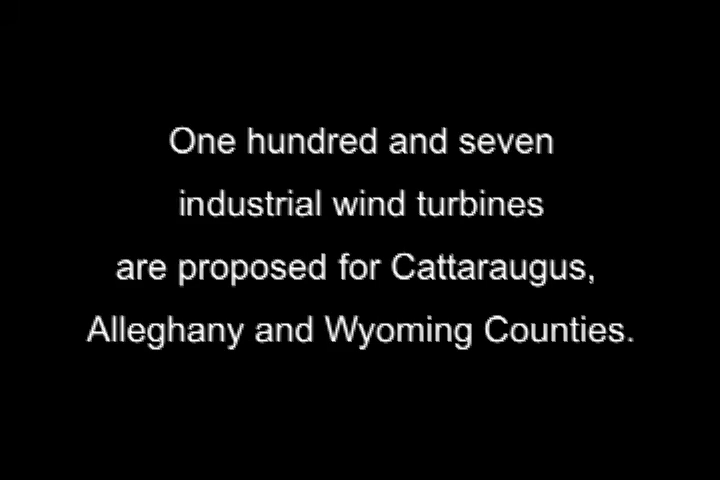 One hundred and seven
industrial wind turbines
are proposed for Cattaraugus,
Alleghany and Wyoming Counties.